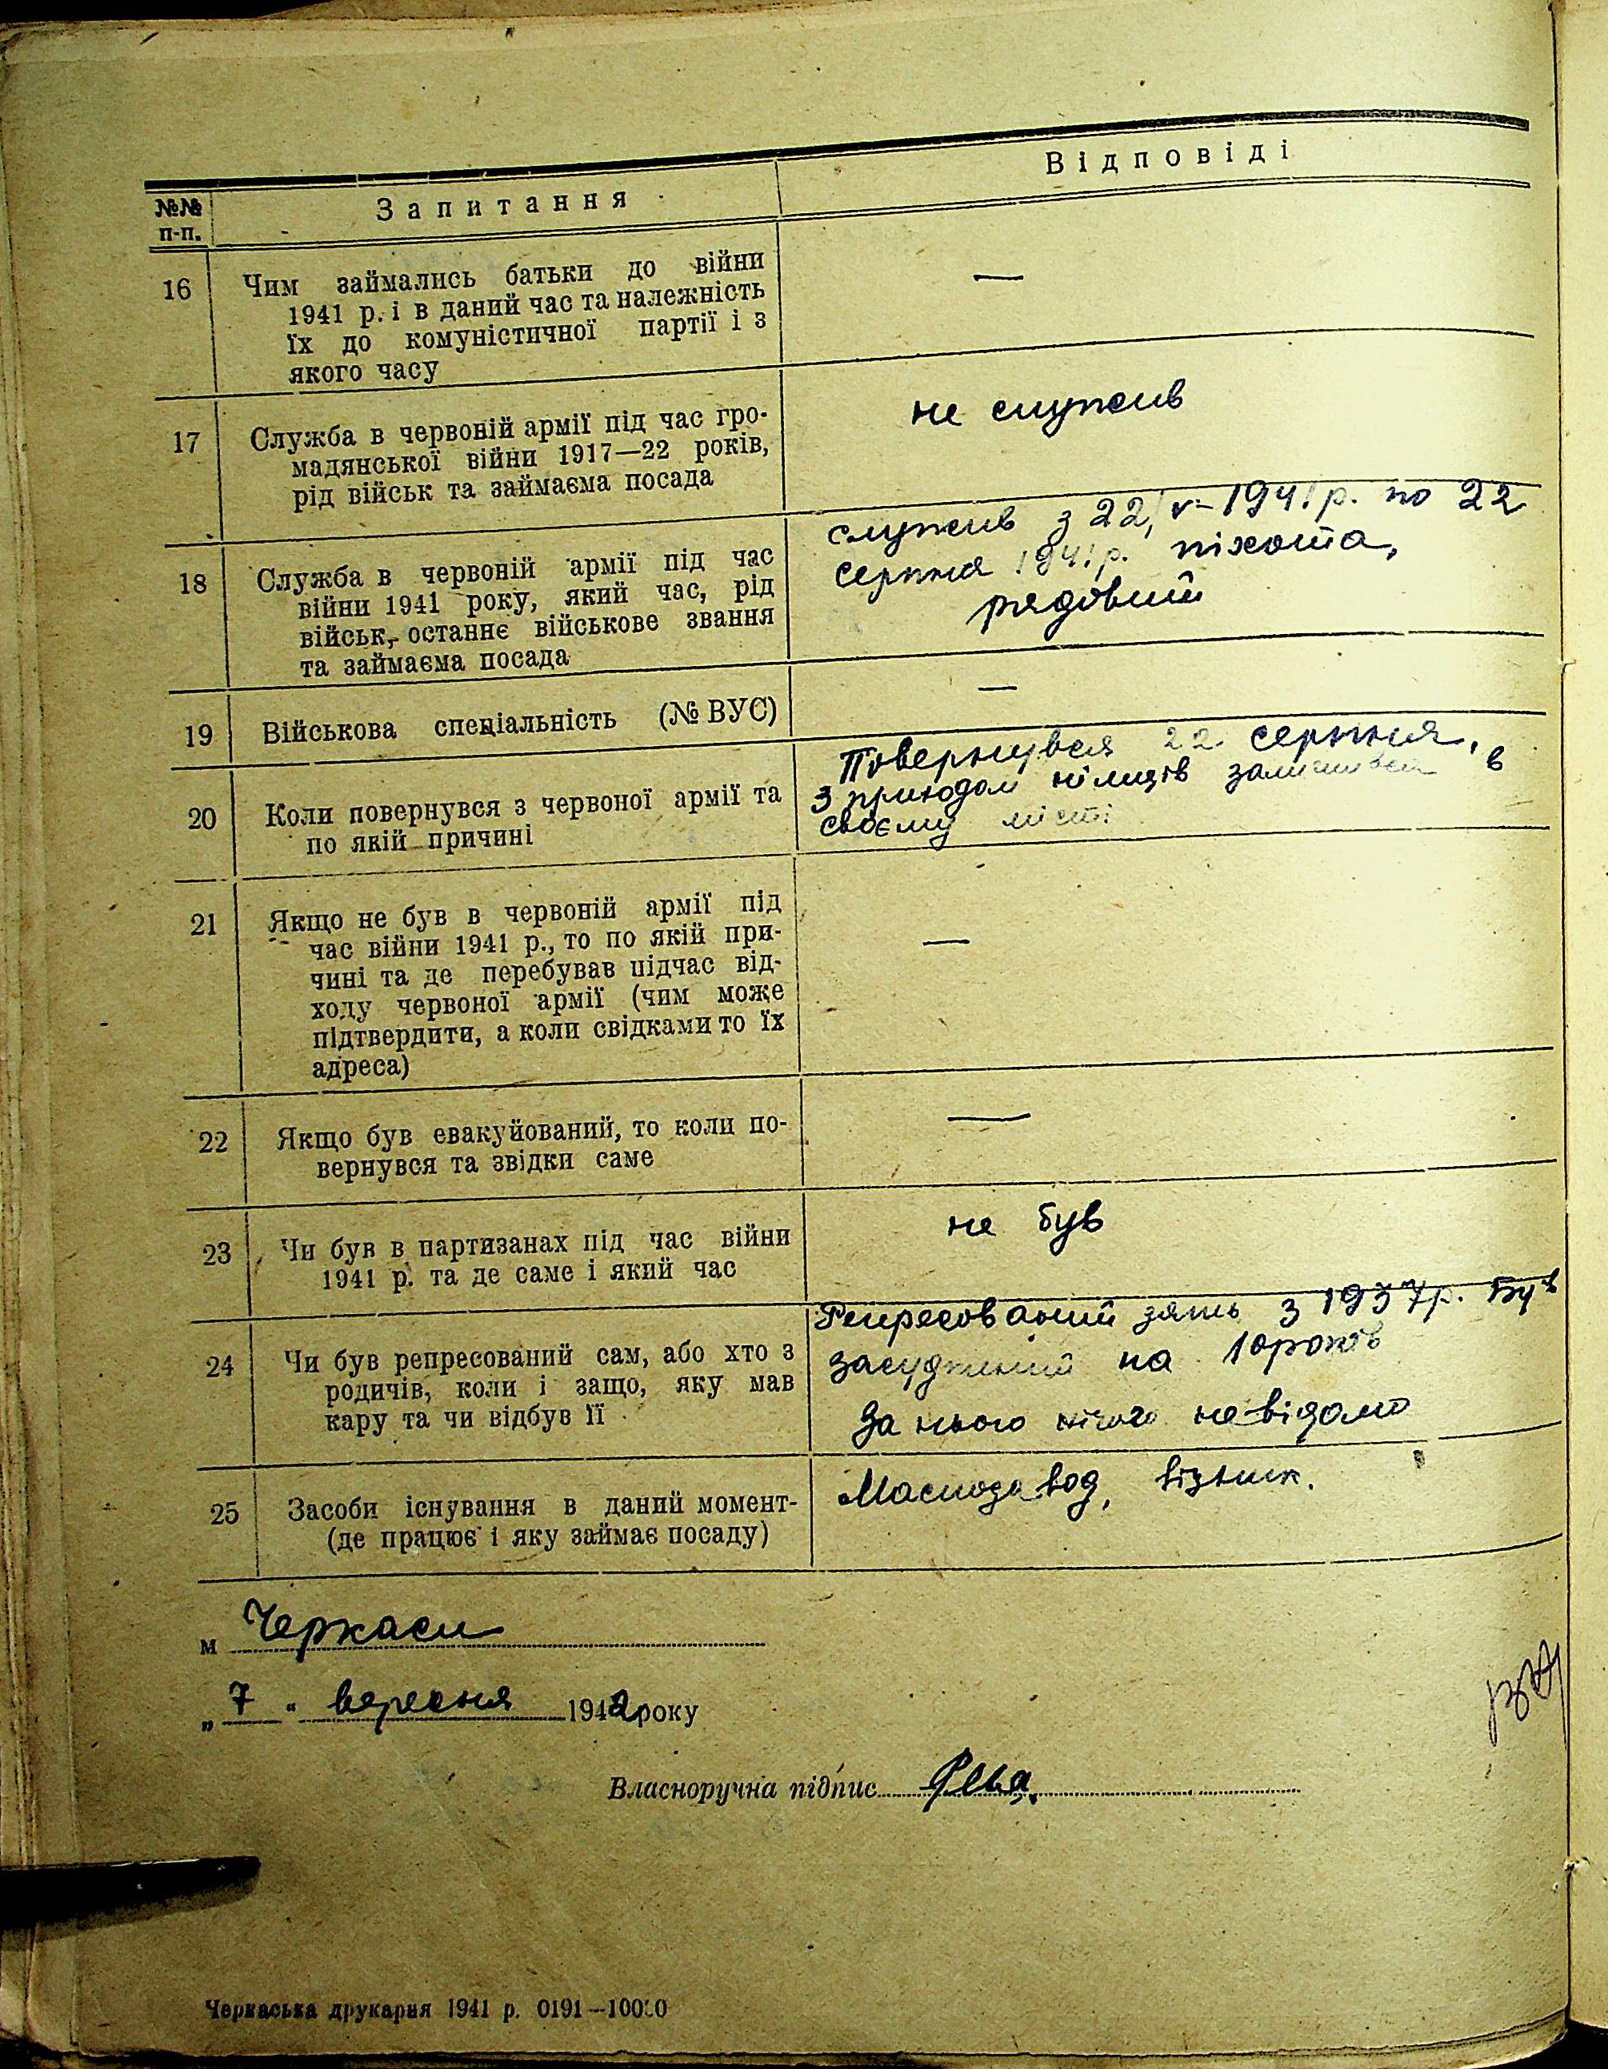 №№ п-п.
Запитання
Відповіді
16
Чим займались батьки до війни
1941 р. і в даний час та належність
їх до комуністичної партії і з
якого часу
—
17
Служба в червоній армії під час гро-
мадянської війни 1917—22 років,
рід військ та займаєма посада
не служив
18
Служба в червоній армії під час
війни 1941 року, який час, рід
військ, останнє військове звання
та займаєма посада
служив з 22/V-1941 р. по 22
серпня 1941 р. піхота,
рядовий
19
Військова спеціальність (№ ВУС)
—
20
Коли повернувся з червоної армії та
по якій причині
Повернувся 22 серпня,
з приходом німців залишився в
своєму місті
21
Якщо не був в червоній армії під
час війни 1941 р., то по якій при-
чині та де перебував підчас від-
ходу червоної армії (чим може
підтвердити, а коли свідками то їх
адреса)
—
22
Якщо був евакуйований, то коли по-
вернувся та звідки саме
—
23
Чи був в партизанах під час війни
1941 р. та де саме і який час
не був
24
Чи був репресований сам, або хто з
родичів, коли і защо, яку мав
кару та чи відбув її
Репресований зять з 1937 р. Був
засуджений на 10 років
За нього нічого невідомо
25
Засоби існування в даний момент-
(де працює і яку займає посаду)
Маслозавод, візник.
м Черкаси
„7“ вересня 1942 року
Власноручна підпис
Черкаська друкарня 1941 р. 0191—10000